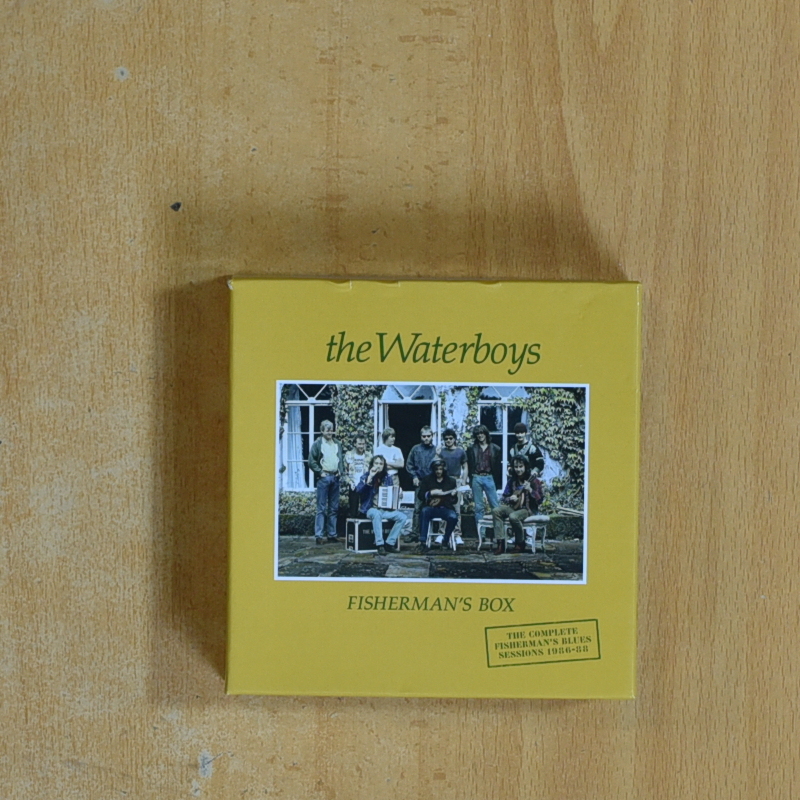 the Waterboys
FISHERMAN'S BOX
THE COMPLETE
FISHERMAN'S BLUES
SESSIONS 1986-88